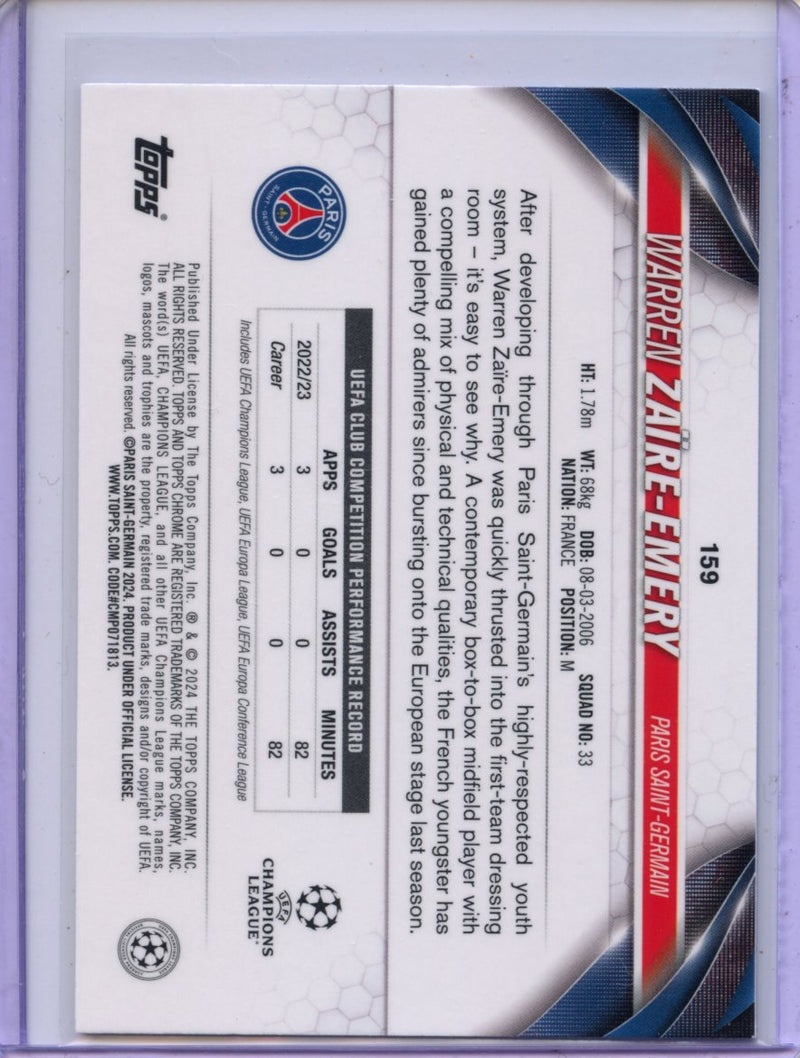 159
WARREN ZAÏRE-EMERY PARIS SAINT-GERMAIN
HT: 1.78m WT: 68kg DOB: 08-03-2006 SQUAD NO: 33
NATION: FRANCE POSITION: M
After developing through Paris Saint-Germain's highly-respected youth
system, Warren Zaïre-Emery was quickly thrusted into the first-team dressing
room – it's easy to see why. A contemporary box-to-box midfield player with
a compelling mix of physical and technical qualities, the French youngster has
gained plenty of admirers since bursting onto the European stage last season.
PARIS
SAINT-GERMAIN
UEFA CLUB COMPETITION PERFORMANCE RECORD
APPS GOALS ASSISTS MINUTES
2022/23 3 0 0 82
Career 3 0 0 82
Includes UEFA Champions League, UEFA Europa League, UEFA Europa Conference League
UEFA
CHAMPIONS
LEAGUE®
topps®
Published Under License by The Topps Company, Inc. ® & © 2024 THE TOPPS COMPANY, INC.
ALL RIGHTS RESERVED. TOPPS AND TOPPS CHROME ARE REGISTERED TRADEMARKS OF THE TOPPS COMPANY, INC.
The word(s) UEFA, CHAMPIONS LEAGUE, and all other UEFA Champions League marks, names,
logos, mascots and trophies are the property, registered trade marks, designs and/or copyright of UEFA.
All rights reserved. ©PARIS SAINT-GERMAIN 2024. PRODUCT UNDER OFFICIAL LICENSE.
WWW.TOPPS.COM. CODE#CMP071813.